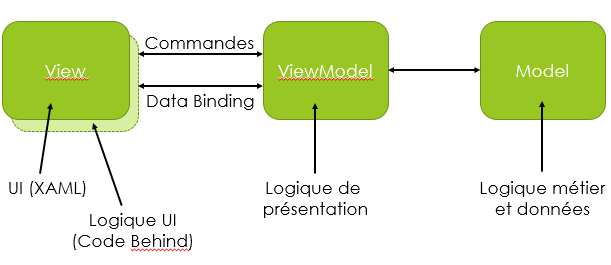 Commandes
View
ViewModel
Model
Data Binding
UI (XAML)
Logique UI
(Code Behind)
Logique de
présentation
Logique métier
et données